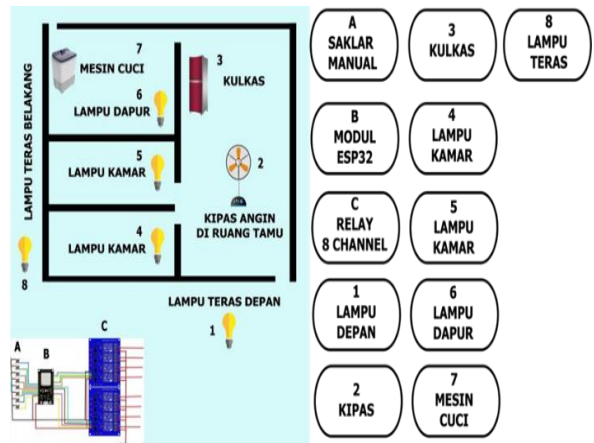 7
MESIN CUCI
3
KULKAS
6
LAMPU DAPUR
5
LAMPU KAMAR
2
KIPAS ANGIN
DI RUANG TAMU
4
LAMPU KAMAR
LAMPU TERAS BELAKANG
8
LAMPU TERAS DEPAN
1
A
B
C
A
SAKLAR
MANUAL
3
KULKAS
8
LAMPU
TERAS
B
MODUL
ESP32
4
LAMPU
KAMAR
C
RELAY
8 CHANNEL
5
LAMPU
KAMAR
1
LAMPU
DEPAN
6
LAMPU
DAPUR
2
KIPAS
7
MESIN
CUCI